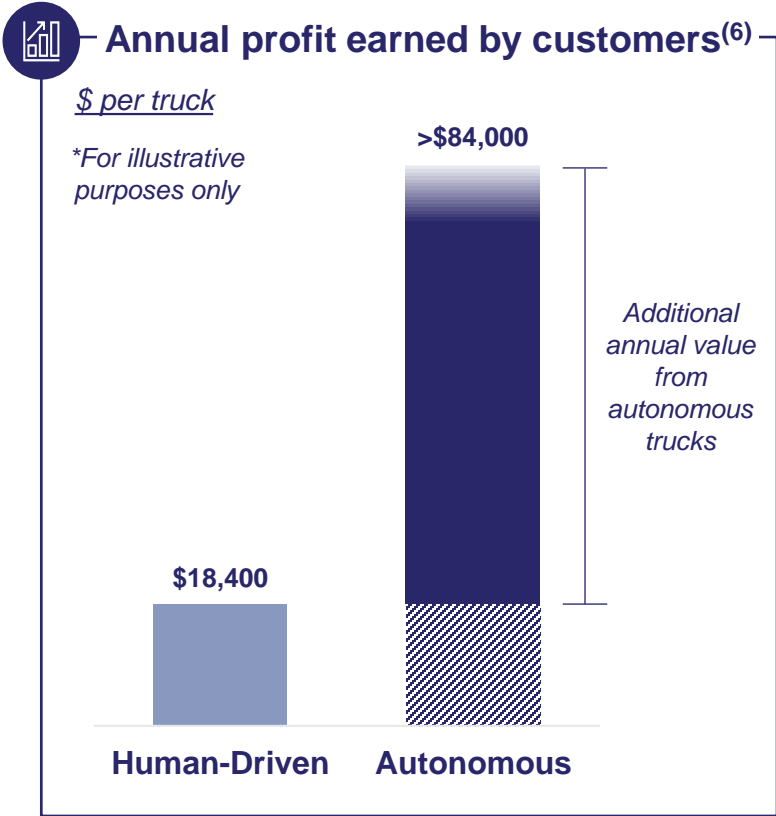 Annual profit earned by customers(6)
$ per truck
*For illustrative
purposes only
>$84,000
Additional
annual value
from
autonomous
trucks
$18,400
Human-Driven
Autonomous